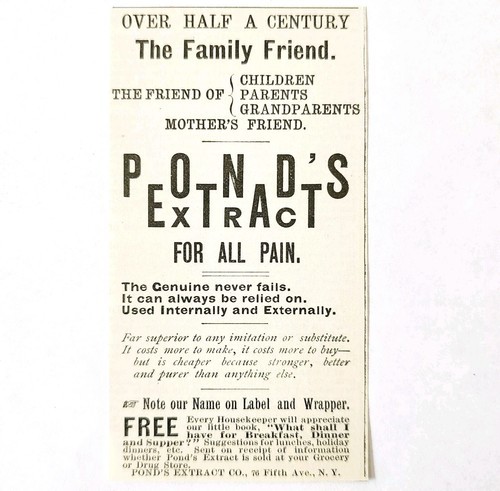 OVER HALF A CENTURY
The Family Friend.
THE FRIEND OF { CHILDREN
PARENTS
GRANDPARENTS
MOTHER'S FRIEND.
POND'S
EXTRACT
FOR ALL PAIN.
The Genuine never fails.
It can always be relied on.
Used Internally and Externally.
Far superior to any imitation or substitute.
It costs more to make, it costs more to buy—
but is cheaper because stronger, better
and purer than anything else.
☞ Note our Name on Label and Wrapper.
FREE Every Housekeeper will appreciate
our little book, "What shall I
have for Breakfast, Dinner
and Supper?" Suggestions for lunches, holiday
dinners, etc. Sent on receipt of information
whether Pond's Extract is sold at your Grocery
or Drug Store.
POND'S EXTRACT CO., 76 Fifth Ave., N. Y.